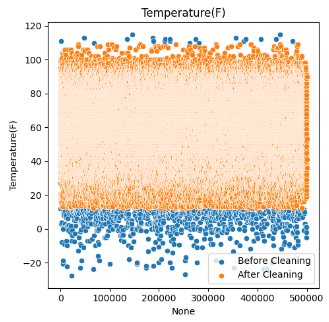 Temperature(F)
120
100
80
60
40
20
0
−20
Temperature(F)
0
100000
200000
300000
400000
500000
None
Before Cleaning
After Cleaning